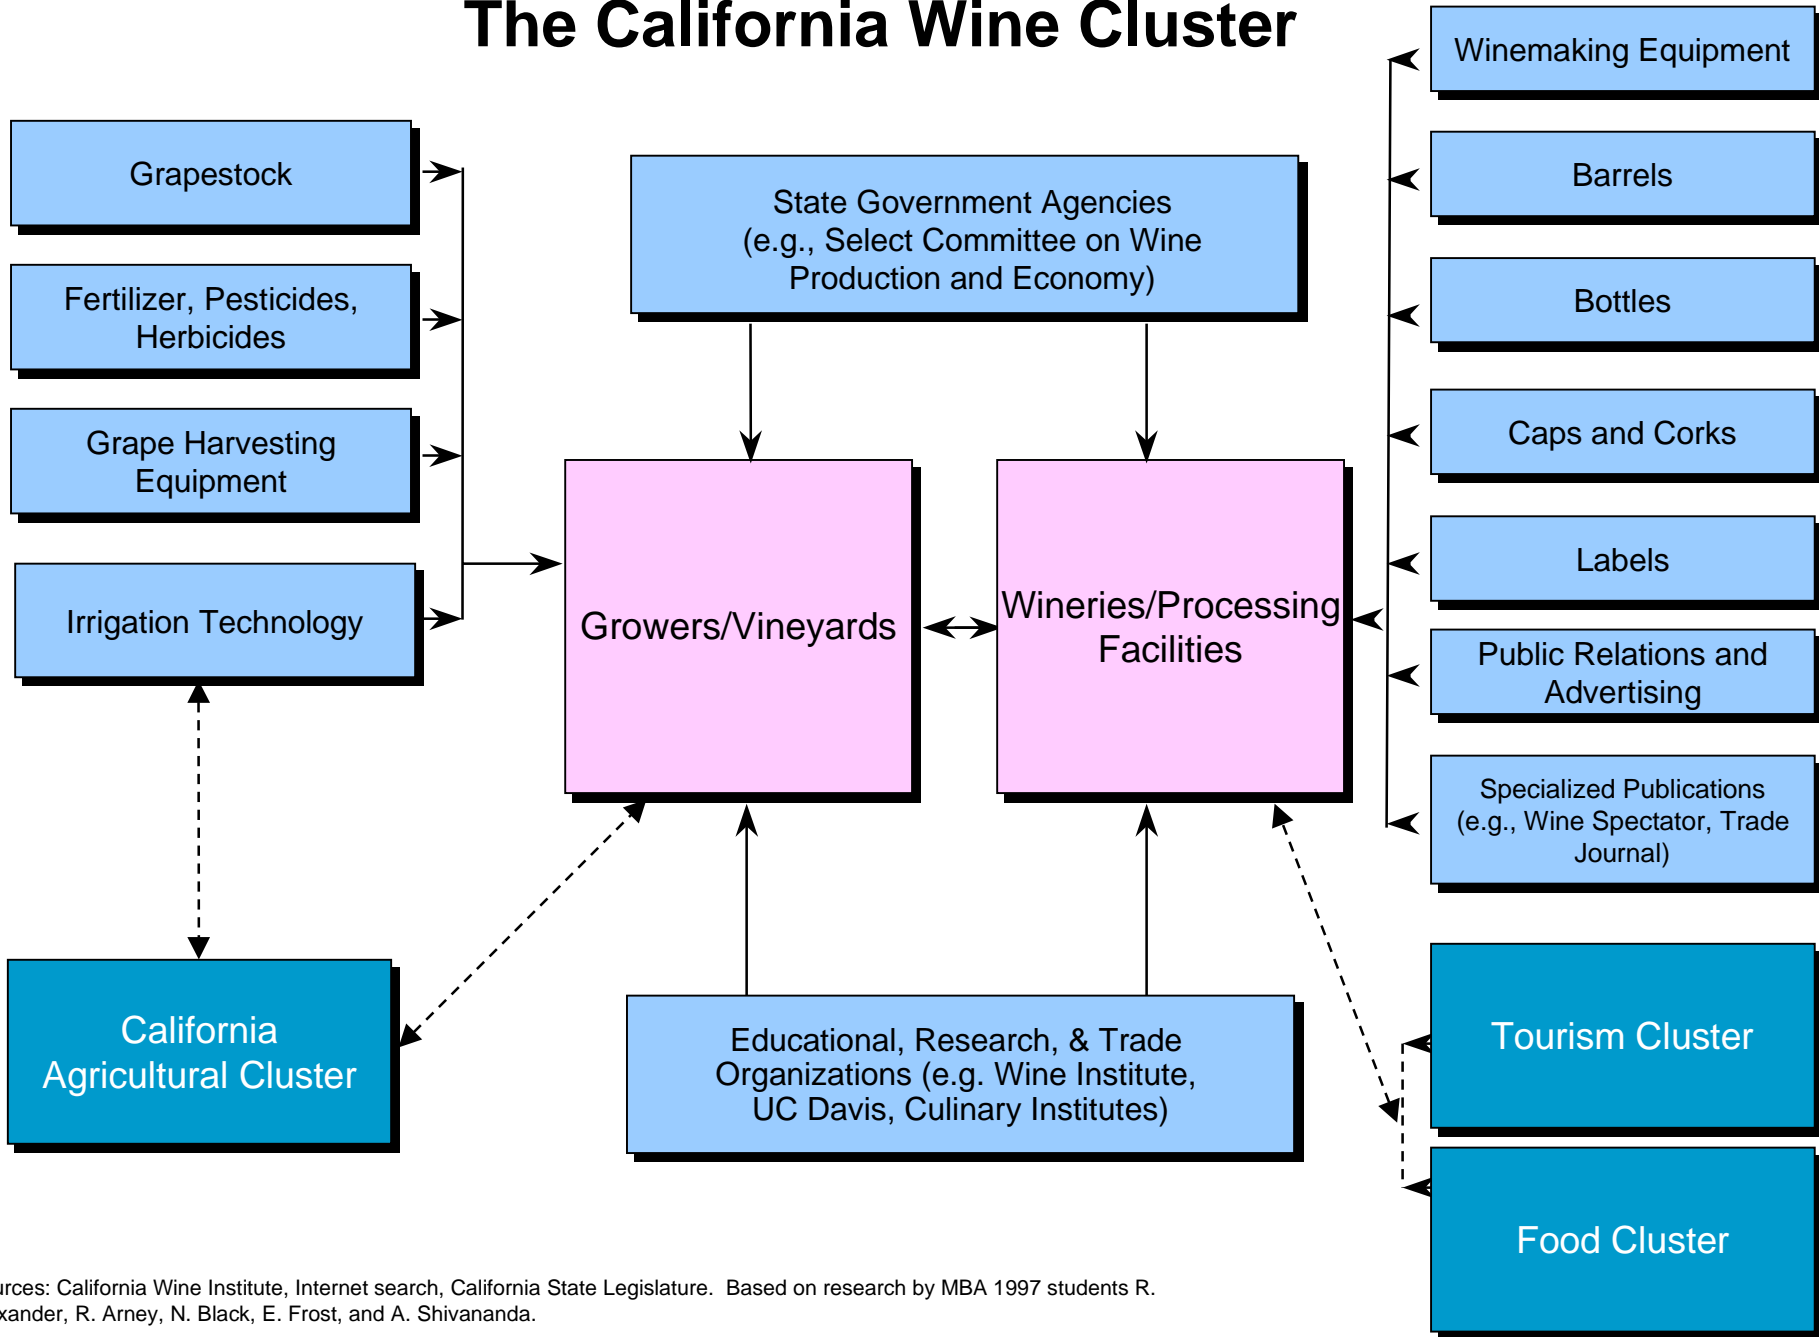 The California Wine Cluster
Grapestock
Fertilizer, Pesticides,
Herbicides
Grape Harvesting
Equipment
Irrigation Technology
California
Agricultural Cluster
State Government Agencies
(e.g., Select Committee on Wine
Production and Economy)
Growers/Vineyards
Wineries/Processing
Facilities
Educational, Research, & Trade
Organizations (e.g. Wine Institute,
UC Davis, Culinary Institutes)
Winemaking Equipment
Barrels
Bottles
Caps and Corks
Labels
Public Relations and
Advertising
Specialized Publications
(e.g., Wine Spectator, Trade
Journal)
Tourism Cluster
Food Cluster
urces: California Wine Institute, Internet search, California State Legislature. Based on research by MBA 1997 students R.
xander, R. Arney, N. Black, E. Frost, and A. Shivananda.